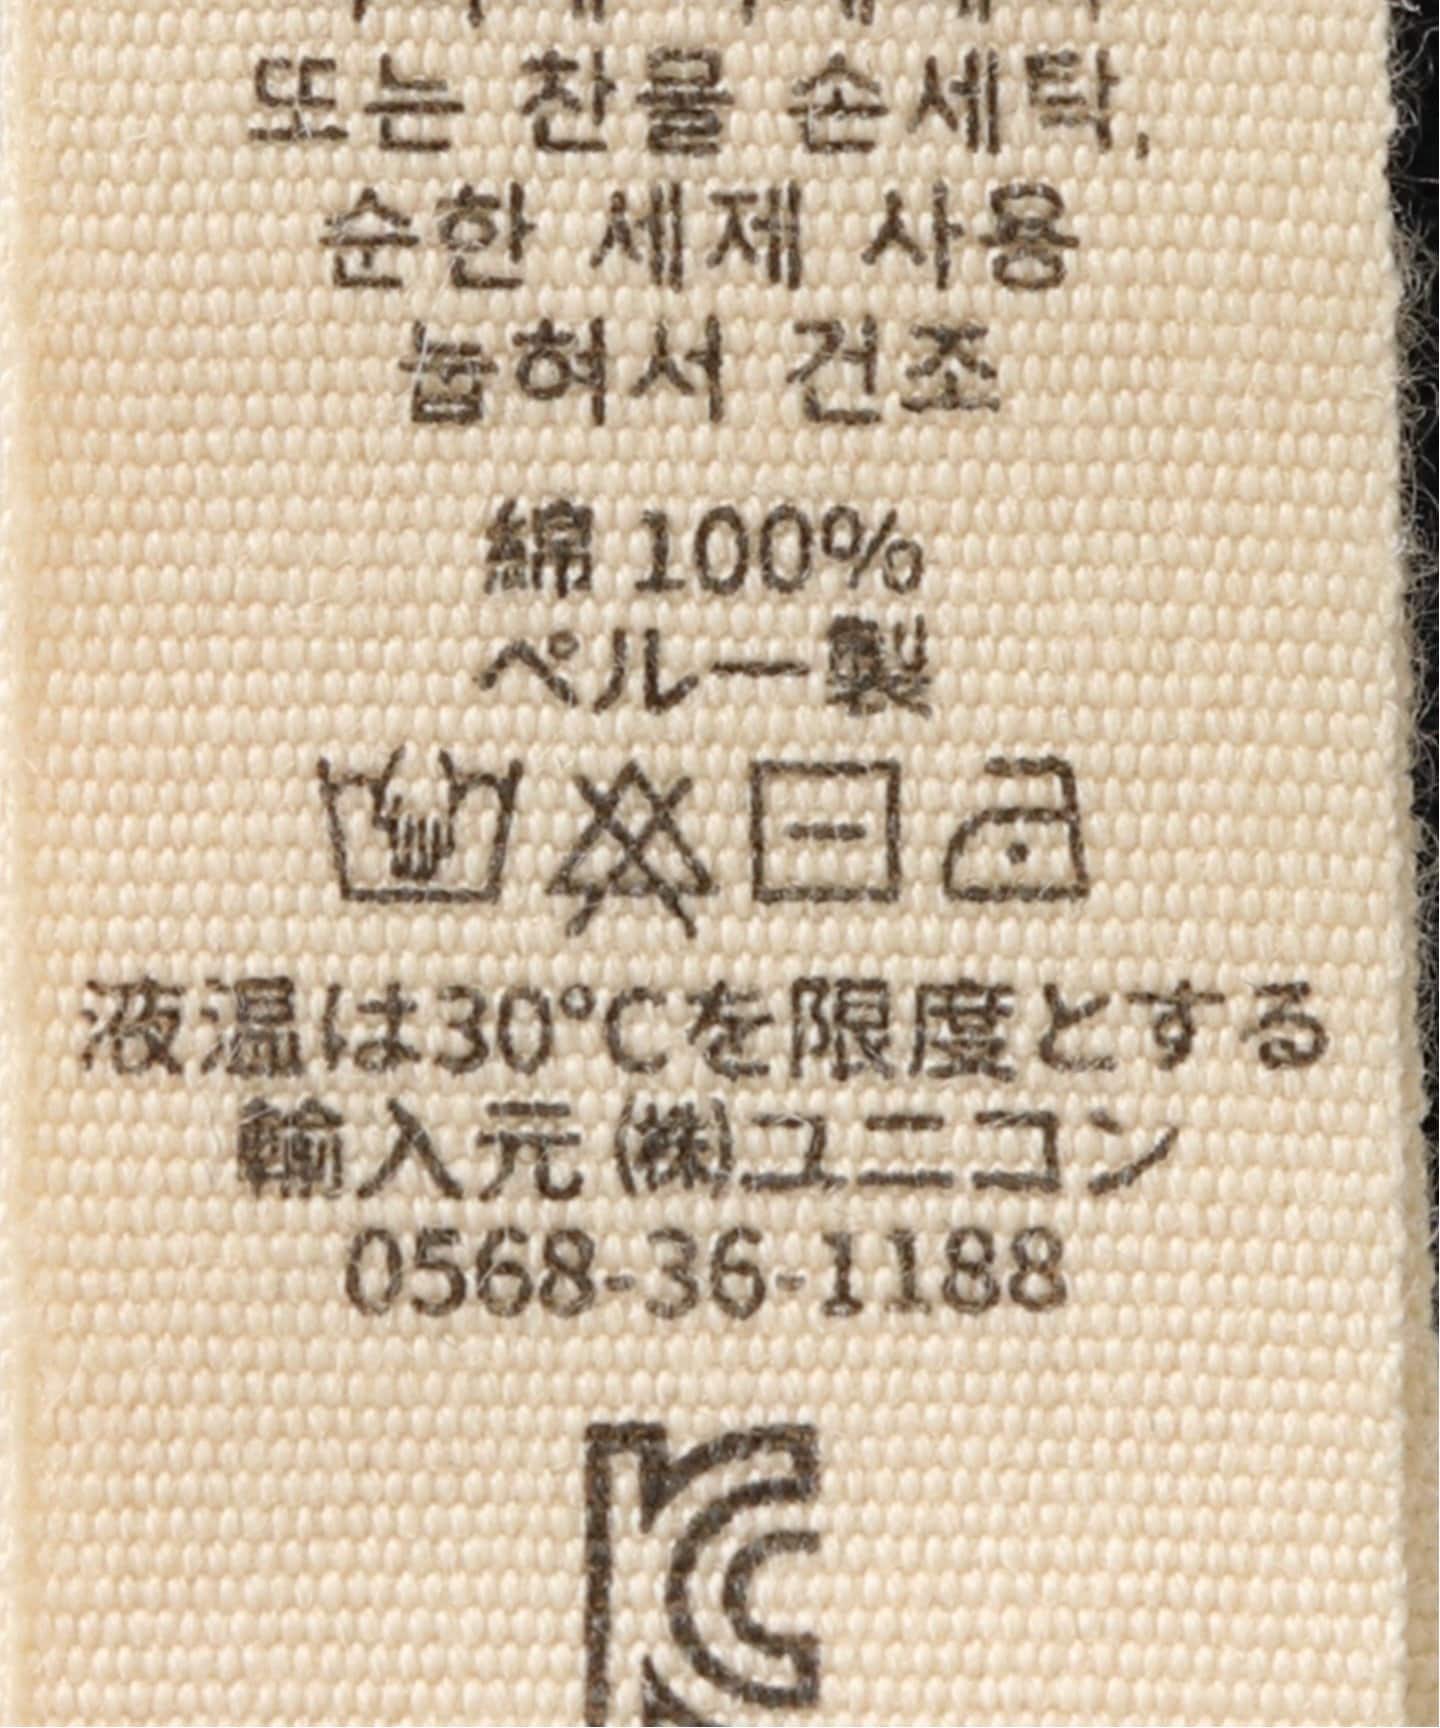 또는 찬물 손세탁,
순한 세제 사용
눕혀서 건조
綿 100%
ペルー製
液温は30℃を限度とする
輸入元 ㈱ユニコン
0568-36-1188